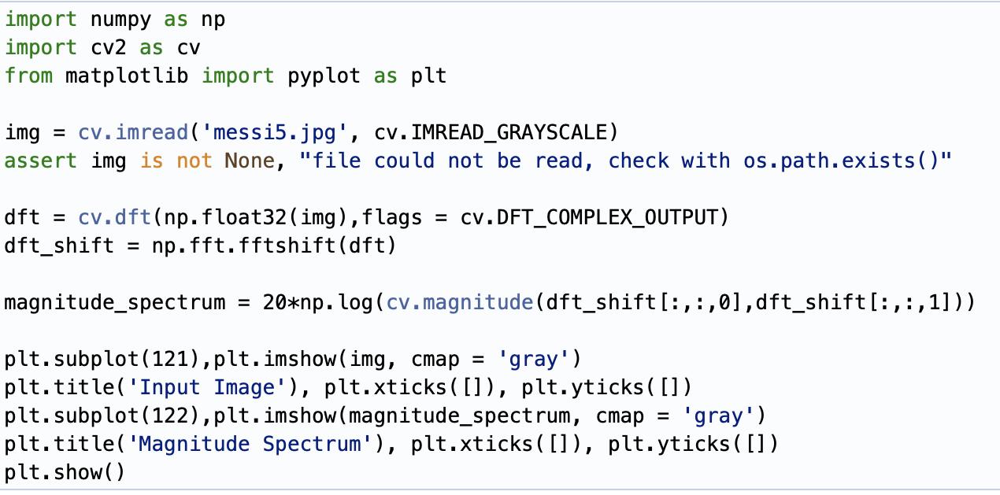 import numpy as np
import cv2 as cv
from matplotlib import pyplot as plt

img = cv.imread('messi5.jpg', cv.IMREAD_GRAYSCALE)
assert img is not None, "file could not be read, check with os.path.exists()"

dft = cv.dft(np.float32(img),flags = cv.DFT_COMPLEX_OUTPUT)
dft_shift = np.fft.fftshift(dft)

magnitude_spectrum = 20*np.log(cv.magnitude(dft_shift[:,:,0],dft_shift[:,:,1]))

plt.subplot(121),plt.imshow(img, cmap = 'gray')
plt.title('Input Image'), plt.xticks([]), plt.yticks([])
plt.subplot(122),plt.imshow(magnitude_spectrum, cmap = 'gray')
plt.title('Magnitude Spectrum'), plt.xticks([]), plt.yticks([])
plt.show()